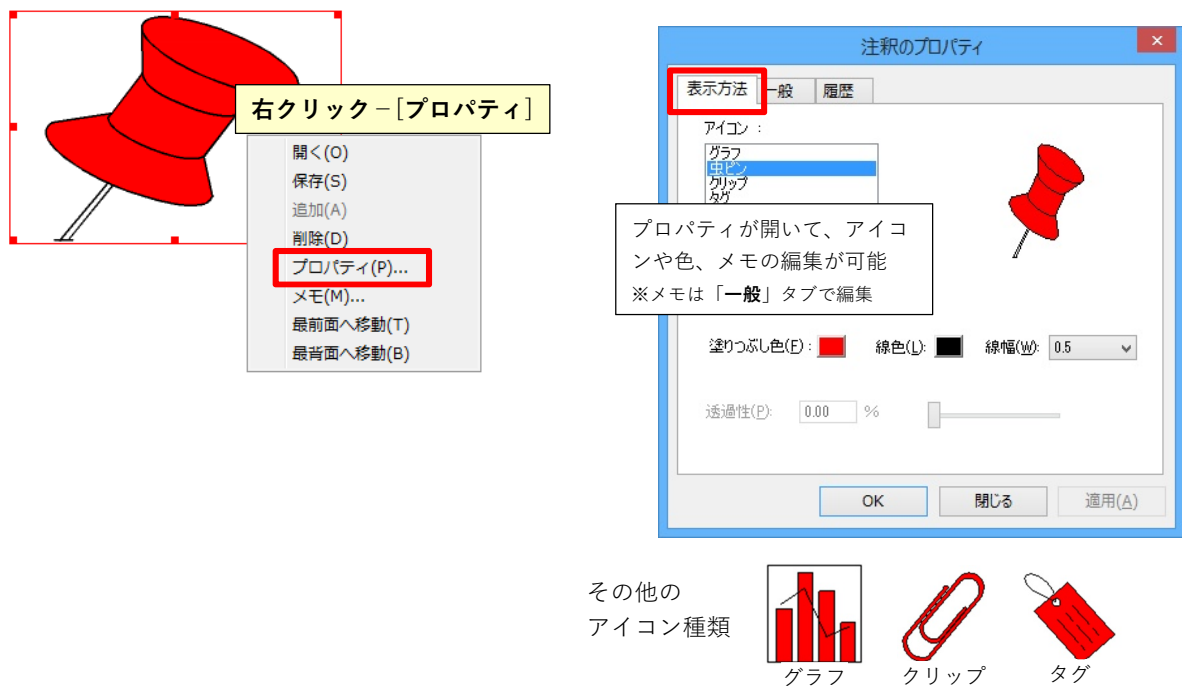 右クリック－[プロパティ]
開く(O)
保存(S)
追加(A)
削除(D)
プロパティ(P)...
メモ(M)...
最前面へ移動(T)
最背面へ移動(B)
注釈のプロパティ
表示方法 一般 履歴
アイコン :
グラフ
虫ピン
クリップ
タグ
プロパティが開いて、アイコ
ンや色、メモの編集が可能
※メモは「一般」タブで編集
塗りつぶし色(F) : 線色(L): 線幅(W): 0.5
透過性(P): 0.00 %
OK 閉じる 適用(A)
その他の
アイコン種類
グラフ クリップ タグ